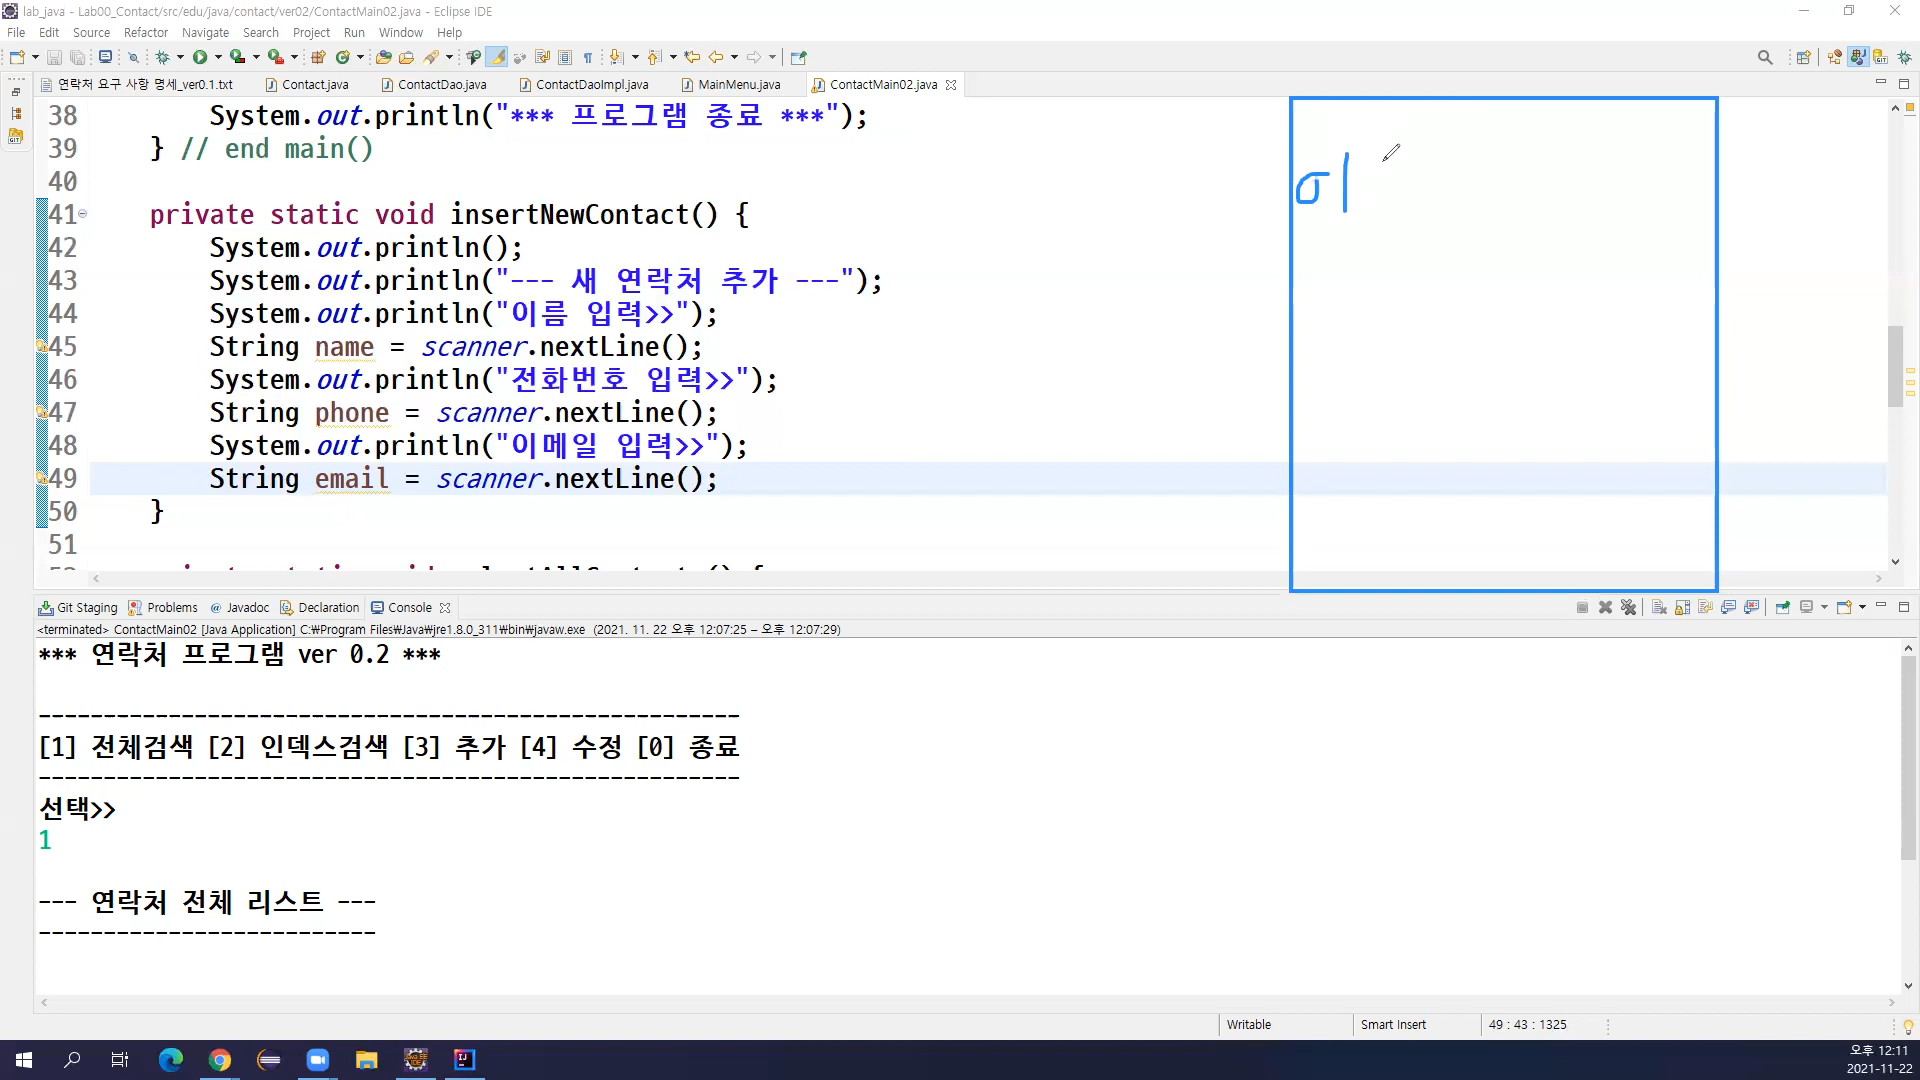 lab_java - Lab00_Contact/src/edu/java/contact/ver02/ContactMain02.java - Eclipse IDE
File Edit Source Refactor Navigate Search Project Run Window Help
연락처 요구 사항 명세_ver0.1.txt Contact.java ContactDao.java ContactDaoImpl.java MainMenu.java ContactMain02.java
38 System.out.println("*** 프로그램 종료 ***");
39 } // end main()
40
41 private static void insertNewContact() {
42 System.out.println();
43 System.out.println("--- 새 연락처 추가 ---");
44 System.out.println("이름 입력>>");
45 String name = scanner.nextLine();
46 System.out.println("전화번호 입력>>");
47 String phone = scanner.nextLine();
48 System.out.println("이메일 입력>>");
49 String email = scanner.nextLine();
50 }
51
이
Git Staging Problems @ Javadoc Declaration Console
<terminated> ContactMain02 [Java Application] C:₩Program Files₩Java₩jre1.8.0_311₩bin₩javaw.exe (2021. 11. 22 오후 12:07:25 – 오후 12:07:29)
*** 연락처 프로그램 ver 0.2 ***
------------------------------------------------------
[1] 전체검색 [2] 인덱스검색 [3] 추가 [4] 수정 [0] 종료
------------------------------------------------------
선택>>
1
--- 연락처 전체 리스트 ---
--------------------------
Writable Smart Insert 49 : 43 : 1325
오후 12:11
2021-11-22